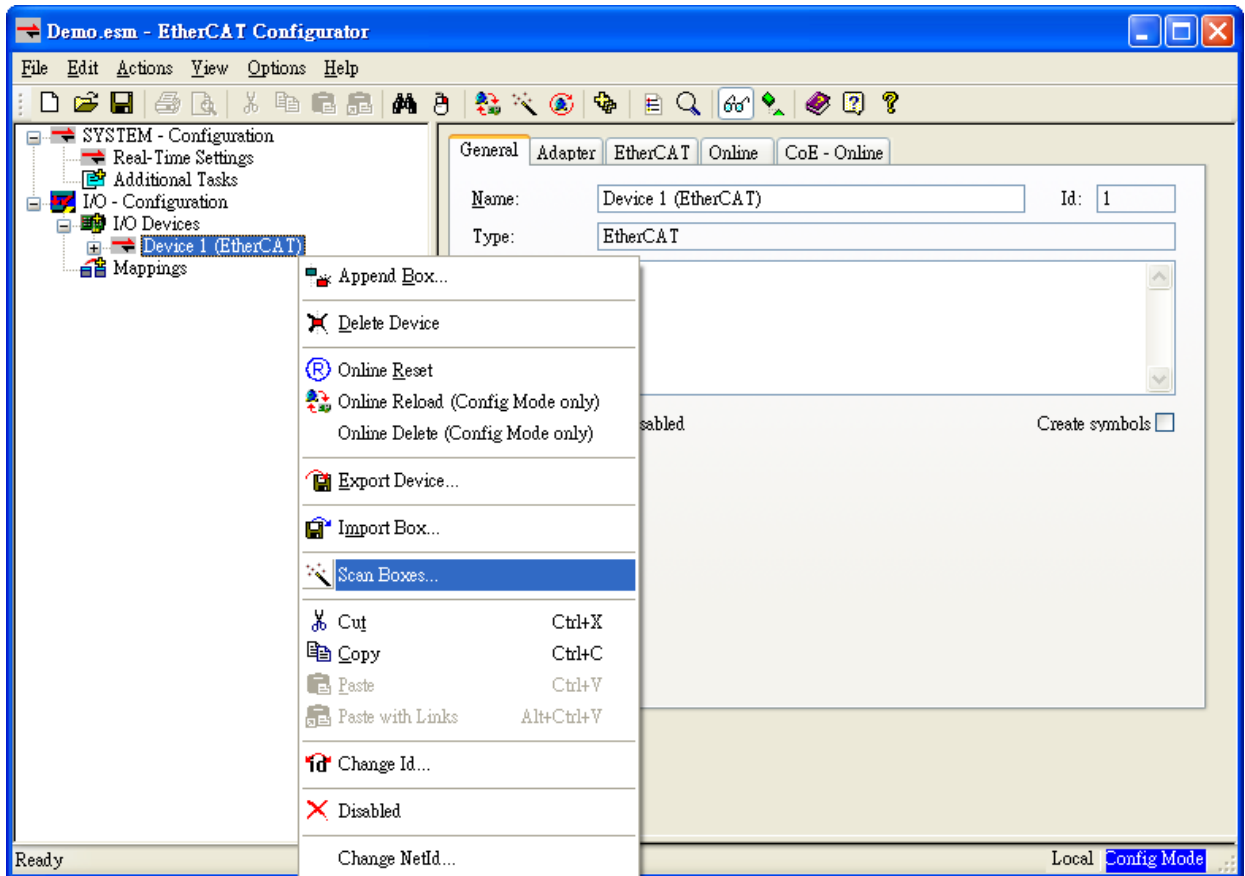 Demo.esm - EtherCAT Configurator
File Edit Actions View Options Help
SYSTEM - Configuration
Real-Time Settings
Additional Tasks
I/O - Configuration
I/O Devices
Device 1 (EtherCAT)
Mappings
General Adapter EtherCAT Online CoE - Online
Name: Device 1 (EtherCAT) Id: 1
Type: EtherCAT
sabled Create symbols
Append Box...
Delete Device
Online Reset
Online Reload (Config Mode only)
Online Delete (Config Mode only)
Export Device...
Import Box...
Scan Boxes...
Cut Ctrl+X
Copy Ctrl+C
Paste Ctrl+V
Paste with Links Alt+Ctrl+V
Change Id...
Disabled
Change NetId...
Ready Local Config Mode